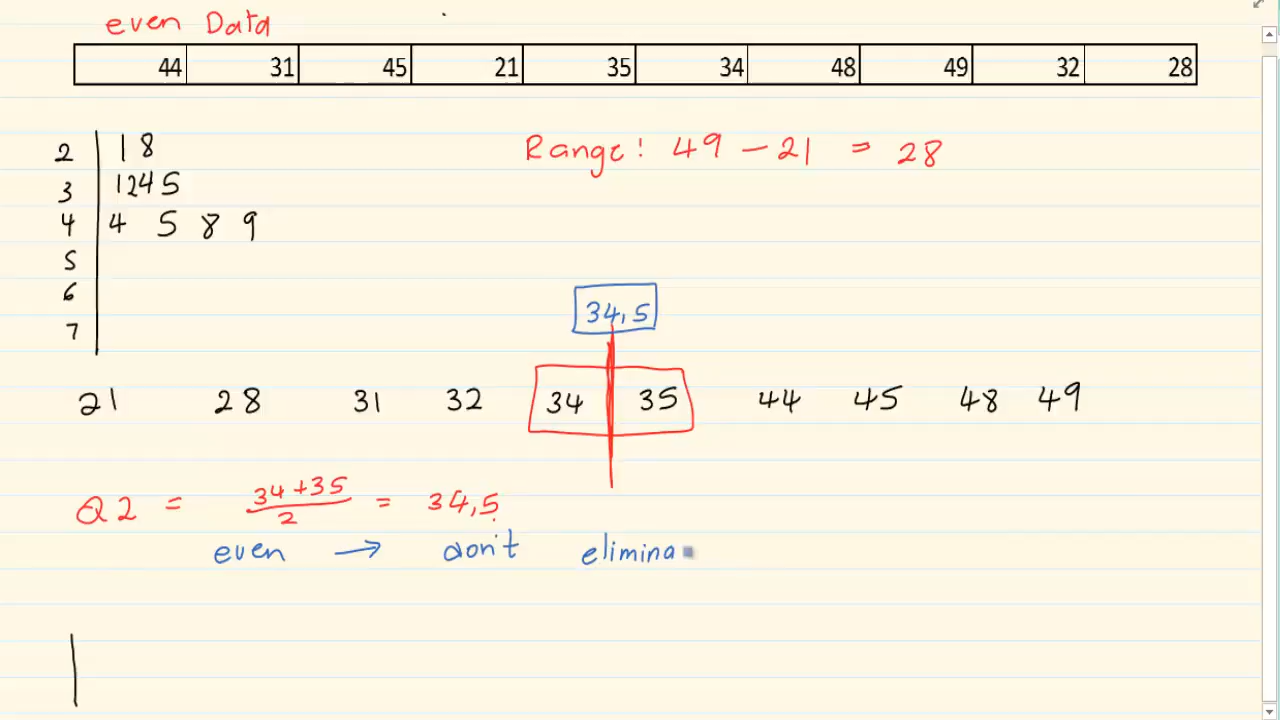 even Data
44 31 45 21 35 34 48 49 32 28
2 | 1 8
Range: 49 - 21 = 28
3 | 1 2 4 5
4 | 4 5 8 9
5
6
34,5
7
21 28 31 32 34 35 44 45 48 49
Q2 = 34+35/2 = 34,5
even → don't elimina